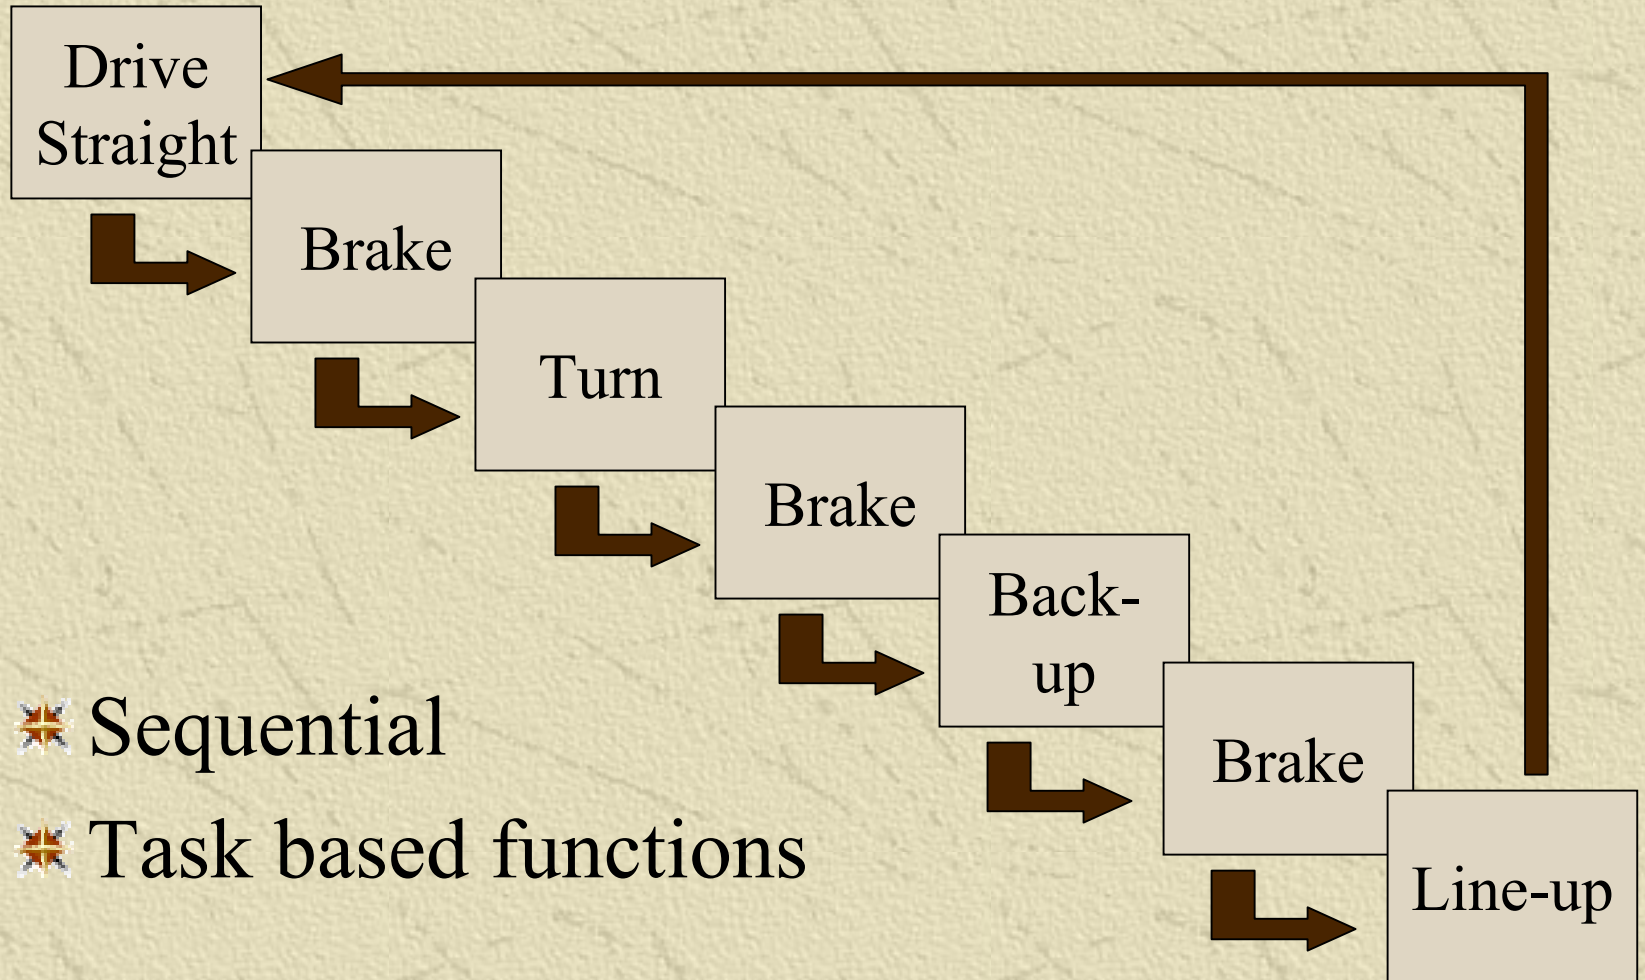 Drive
Straight
Brake
Turn
Brake
Back-
up
Brake
Line-up
Sequential
Task based functions